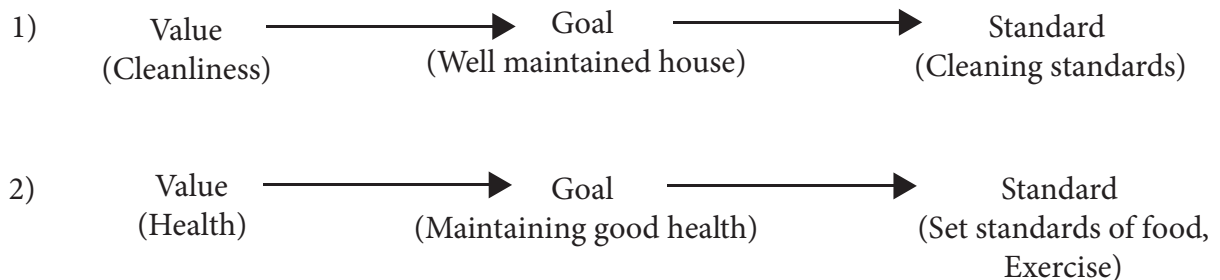 1) Value Goal Standard
(Cleanliness) (Well maintained house) (Cleaning standards)
2) Value Goal Standard
(Health) (Maintaining good health) (Set standards of food,
Exercise)